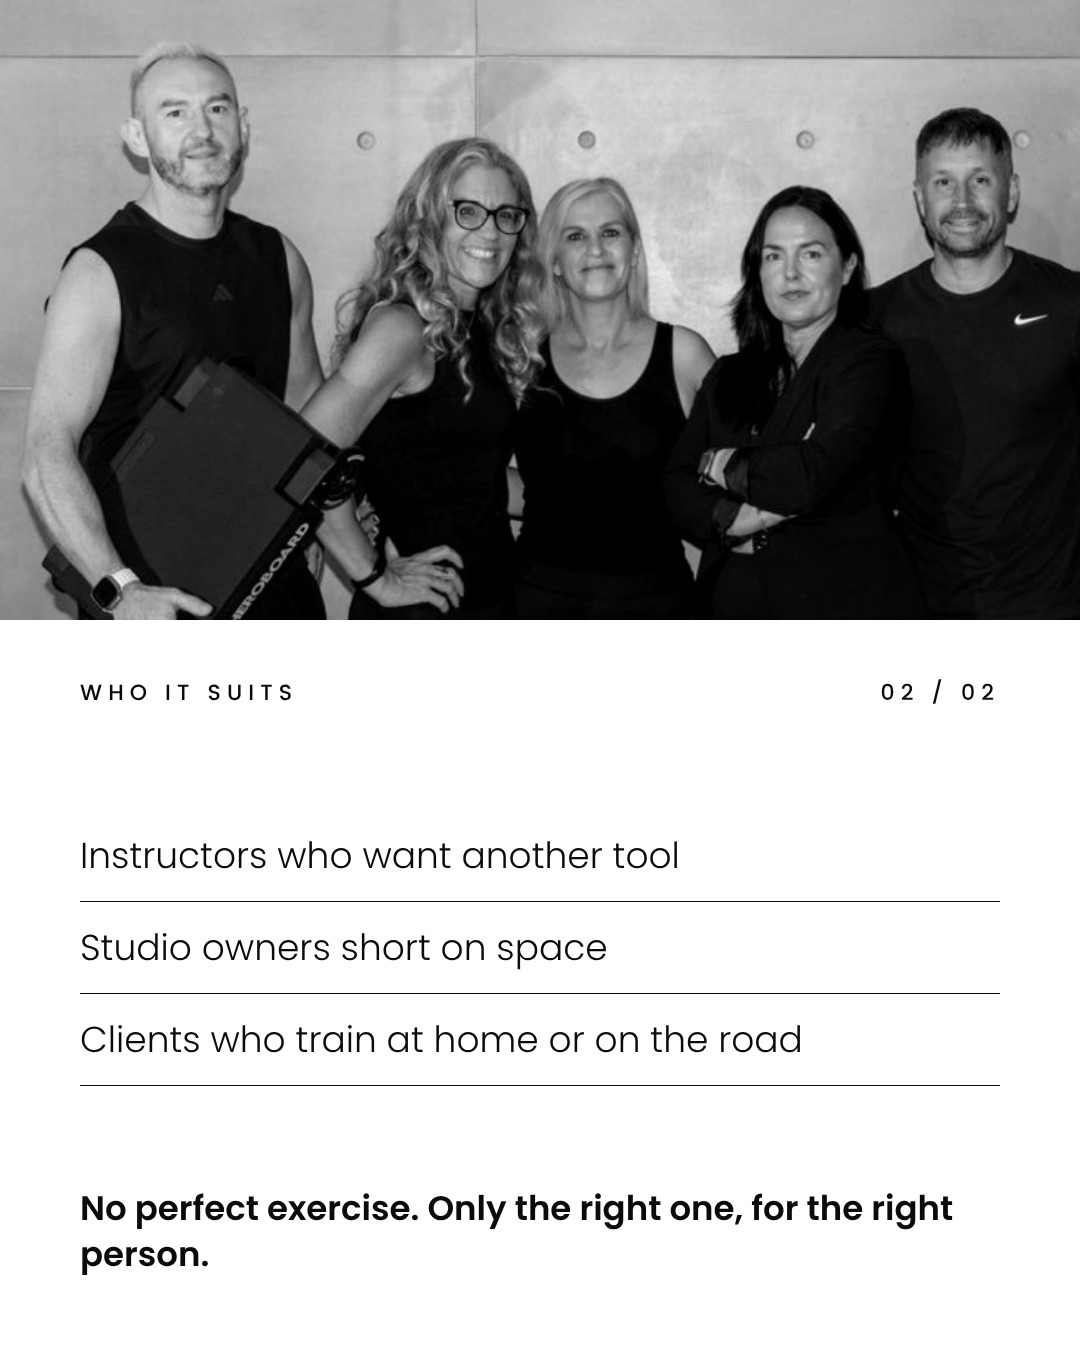 AEROBOARD
WHO IT SUITS
02 / 02
Instructors who want another tool
Studio owners short on space
Clients who train at home or on the road
No perfect exercise. Only the right one, for the right
person.